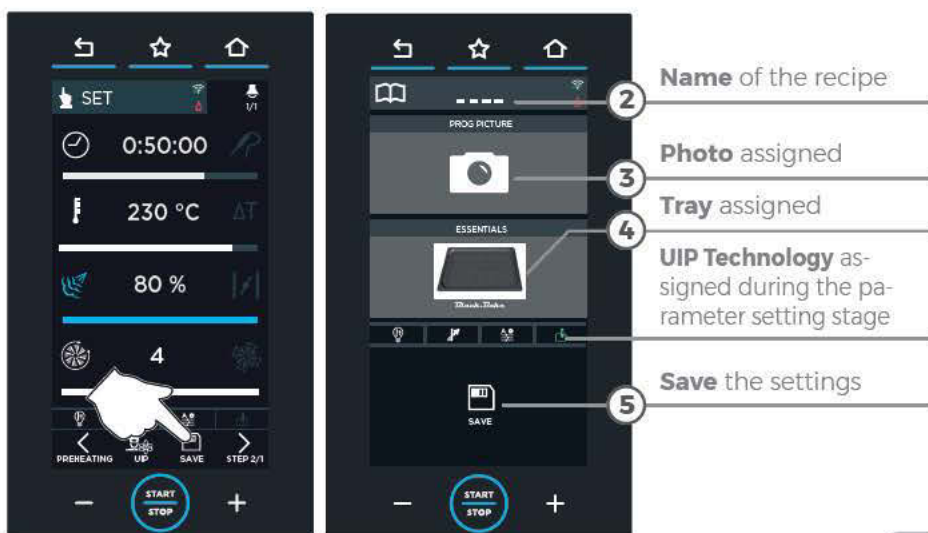 SET
1/1
0:50:00
230 °C
ΔT
80 %
4
PREHEATING
UIP
SAVE
STEP 2/1
START
STOP
PROG PICTURE
ESSENTIALS
Black.Bake
SAVE
START
STOP
2
Name of the recipe
3
Photo assigned
4
Tray assigned
UIP Technology as-
signed during the pa-
rameter setting stage
5
Save the settings